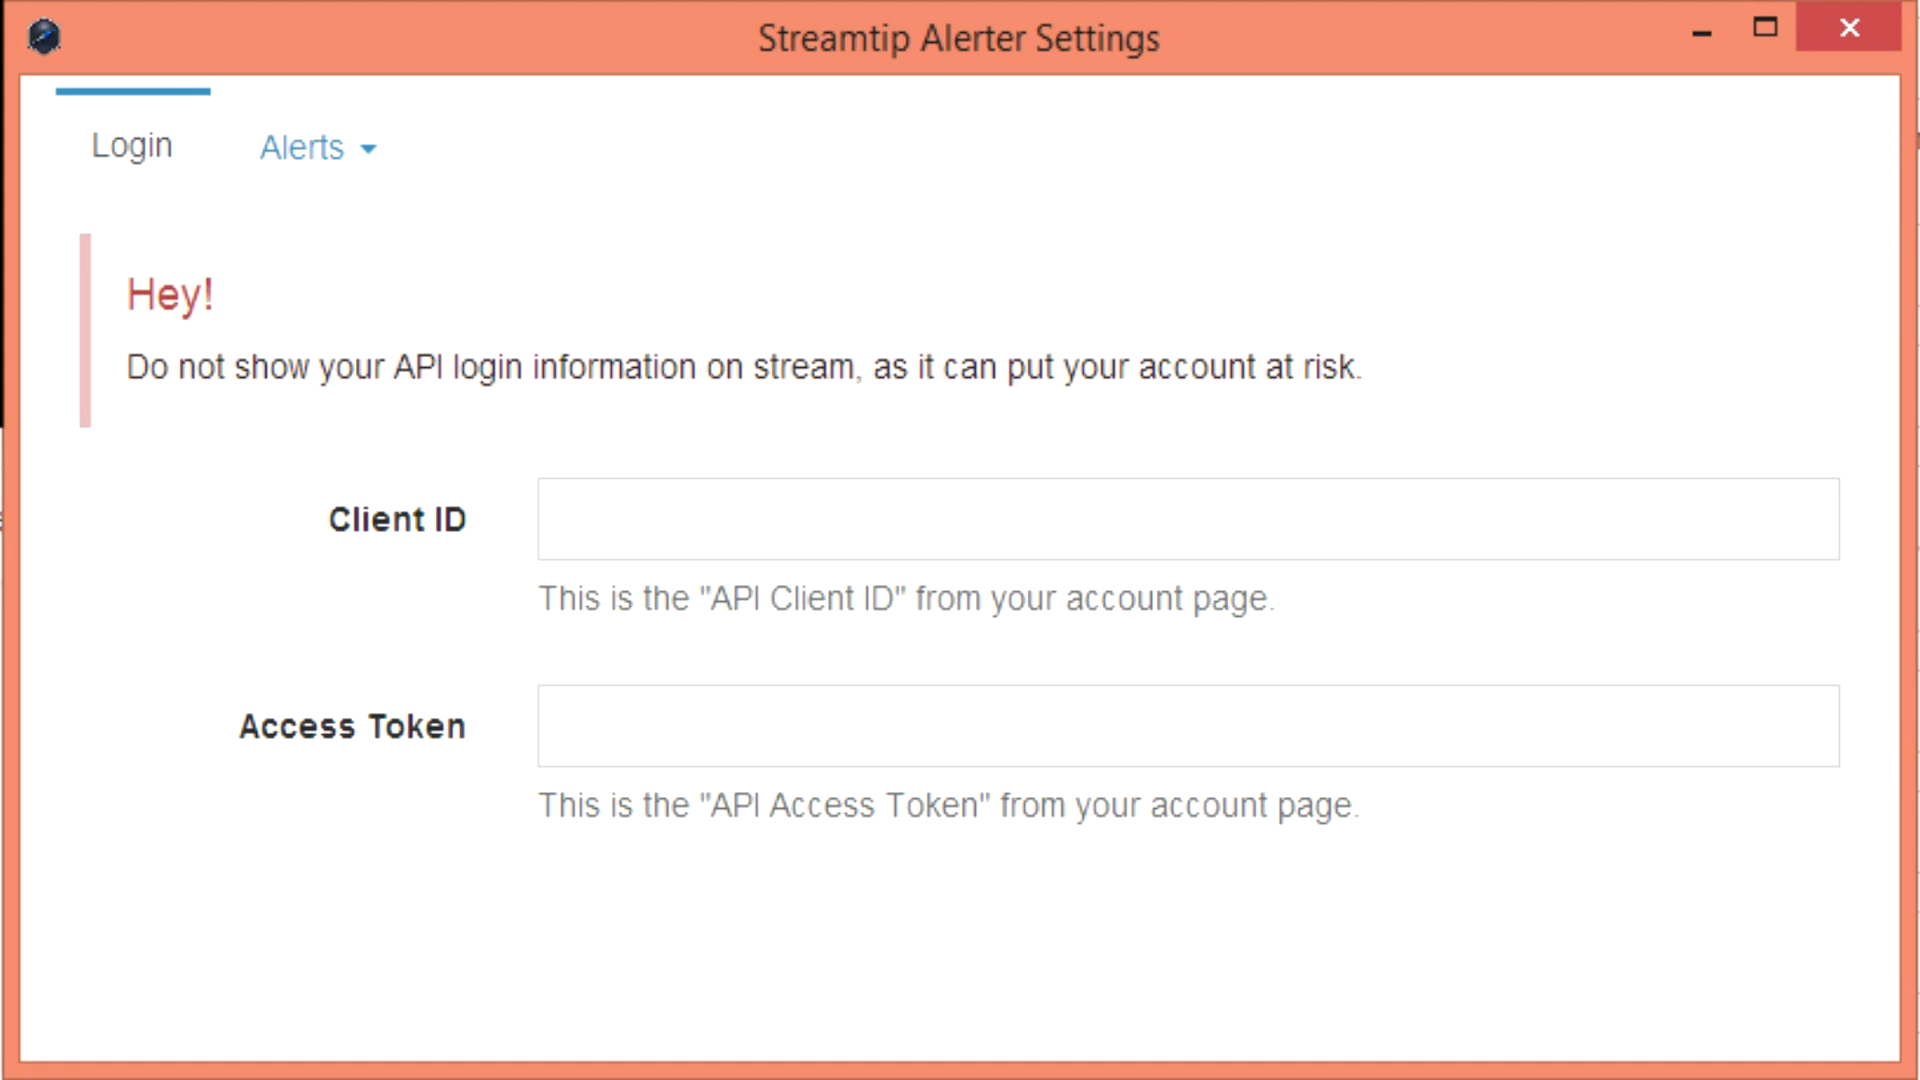 Streamtip Alerter Settings
Login
Alerts
Hey!
Do not show your API login information on stream, as it can put your account at risk.
Client ID
This is the "API Client ID" from your account page.
Access Token
This is the "API Access Token" from your account page.